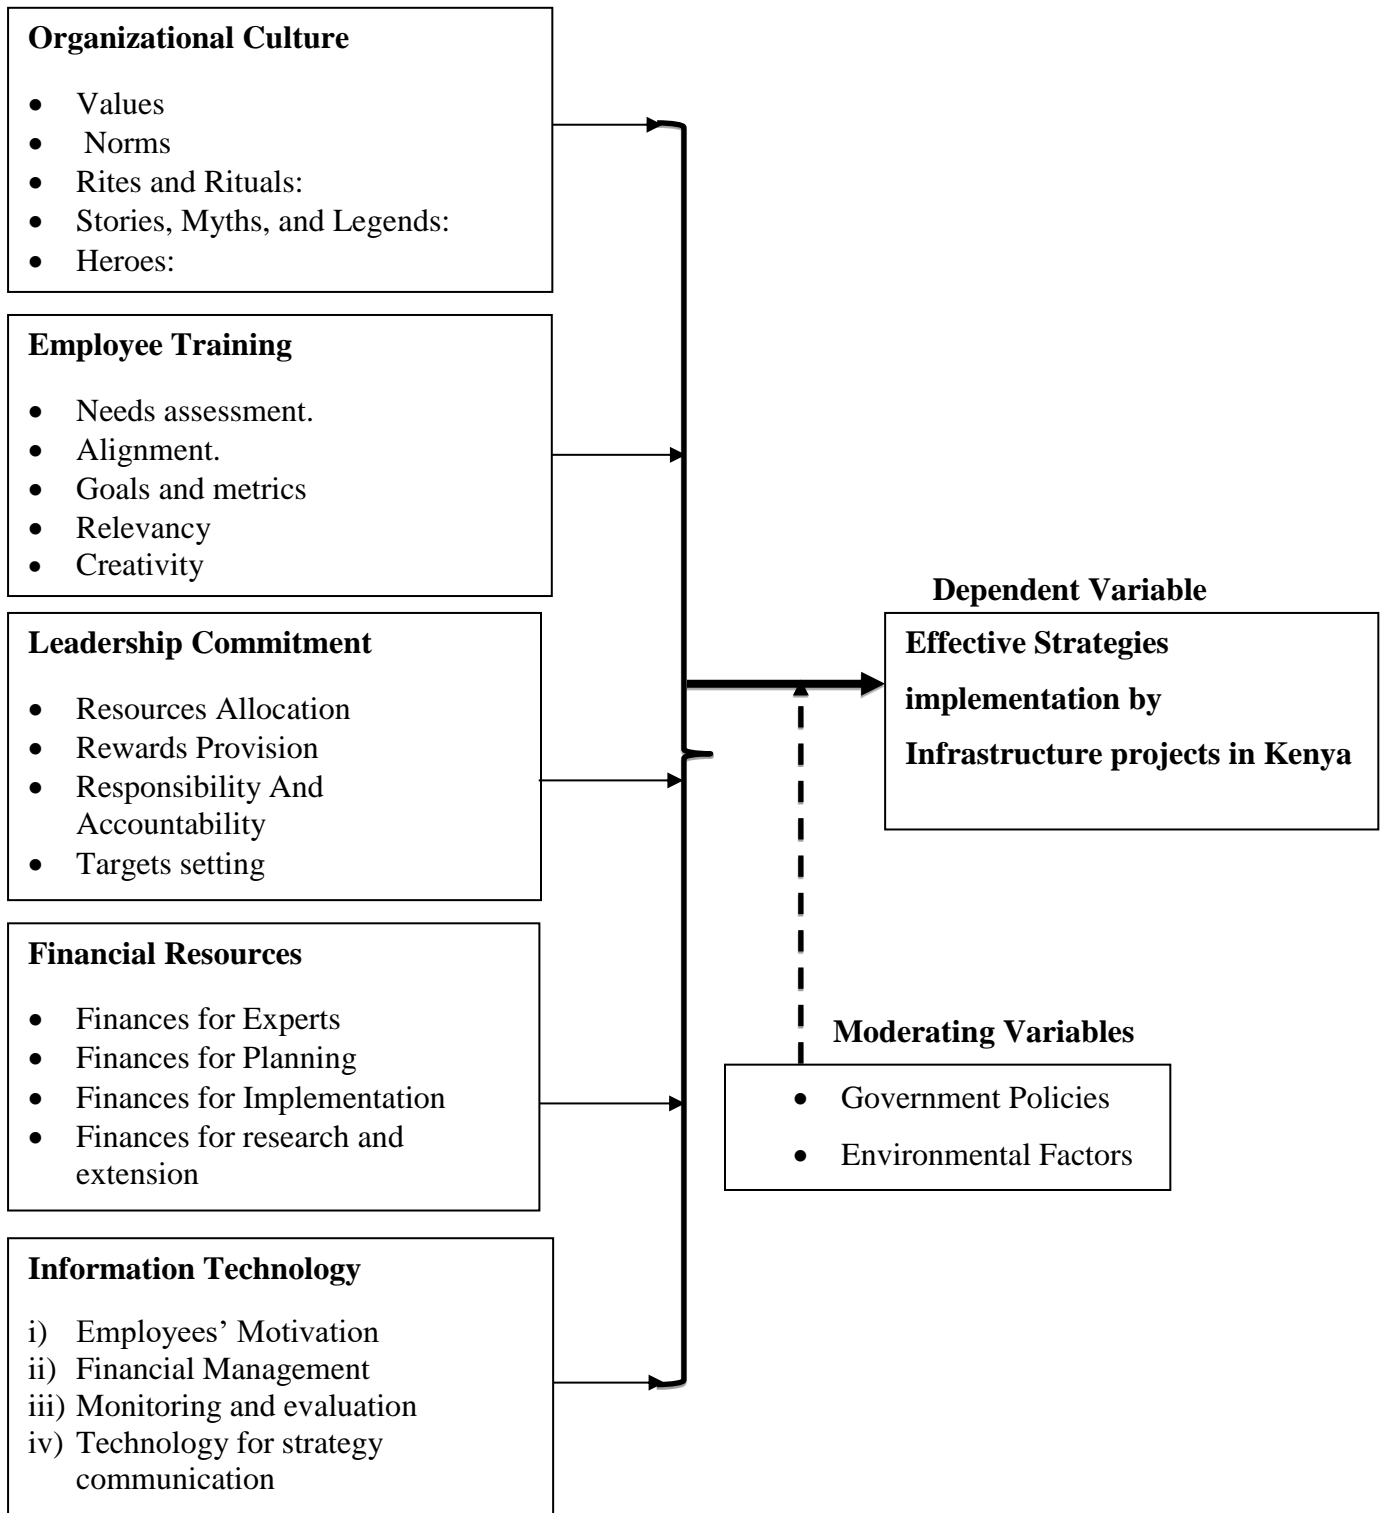 Organizational Culture
• Values
• Norms
• Rites and Rituals:
• Stories, Myths, and Legends:
• Heroes:
Employee Training
• Needs assessment.
• Alignment.
• Goals and metrics
• Relevancy
• Creativity
Leadership Commitment
• Resources Allocation
• Rewards Provision
• Responsibility And
Accountability
• Targets setting
Financial Resources
• Finances for Experts
• Finances for Planning
• Finances for Implementation
• Finances for research and
extension
Information Technology
i) Employees’ Motivation
ii) Financial Management
iii) Monitoring and evaluation
iv) Technology for strategy
communication
Dependent Variable
Effective Strategies
implementation by
Infrastructure projects in Kenya
Moderating Variables
• Government Policies
• Environmental Factors